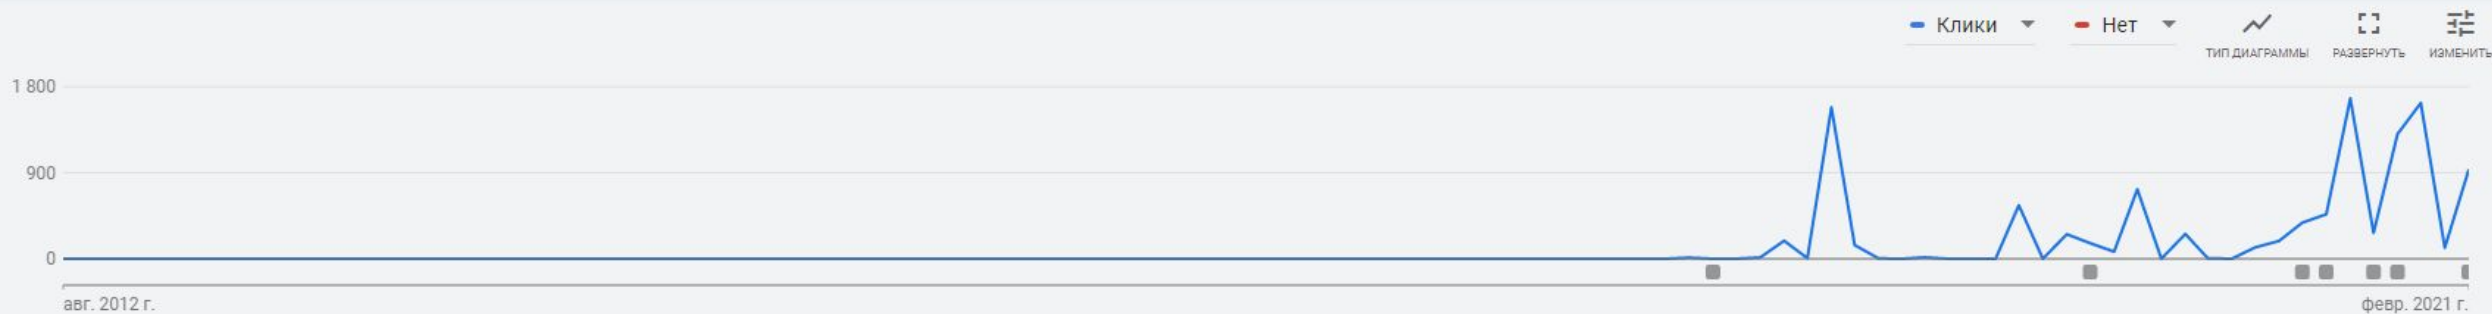 Клики
Нет
ТИП ДИАГРАММЫ
РАЗВЕРНУТЬ
ИЗМЕНИТЬ
1 800
900
0
авг. 2012 г.
февр. 2021 г.